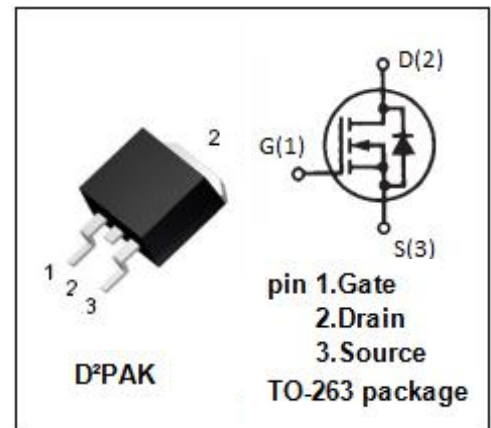 2
1
2
3
D²PAK
D(2)
G(1)
S(3)
pin 1.Gate
2.Drain
3.Source
TO-263 package